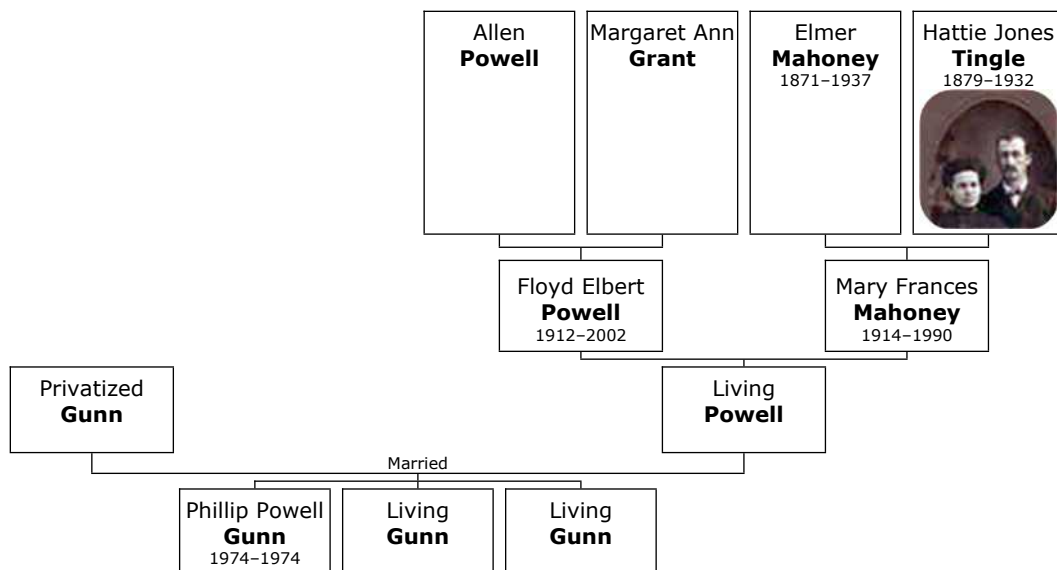 Allen
Powell
Margaret Ann
Grant
Elmer
Mahoney
1871–1937
Hattie Jones
Tingle
1879–1932
Floyd Elbert
Powell
1912–2002
Mary Frances
Mahoney
1914–1990
Privatized
Gunn
Living
Powell
Married
Phillip Powell
Gunn
1974–1974
Living
Gunn
Living
Gunn